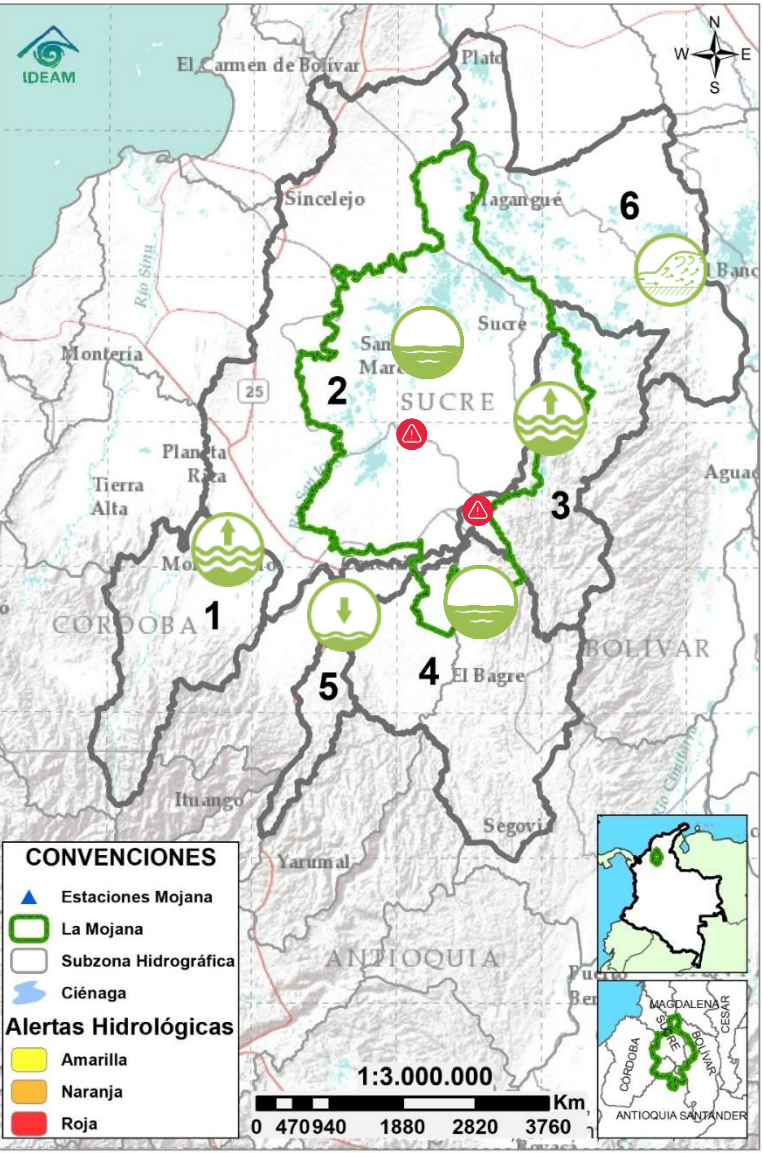 IDEAM
N
W
E
S
El Carmen de Bolívar
Plato
Sincelejo
Magangué
6
Río Sinú
Montería
2
Sucre
SUCRE
25
Planeta
Rica
Tierra
Alta
3
1
CÓRDOBA
5
4
El Bagre
BOLÍVAR
Ituango
Segovia
Yarumal
ANTIOQUIA
CONVENCIONES
Estaciones Mojana
La Mojana
Subzona Hidrográfica
Ciénaga
Alertas Hidrológicas
Amarilla
Naranja
Roja
1:3.000.000
Km
0 470 940 1880 2820 3760
MAGDALENA
CESAR
SUCRE
BOLÍVAR
CÓRDOBA
ANTIOQUIA SANTANDER